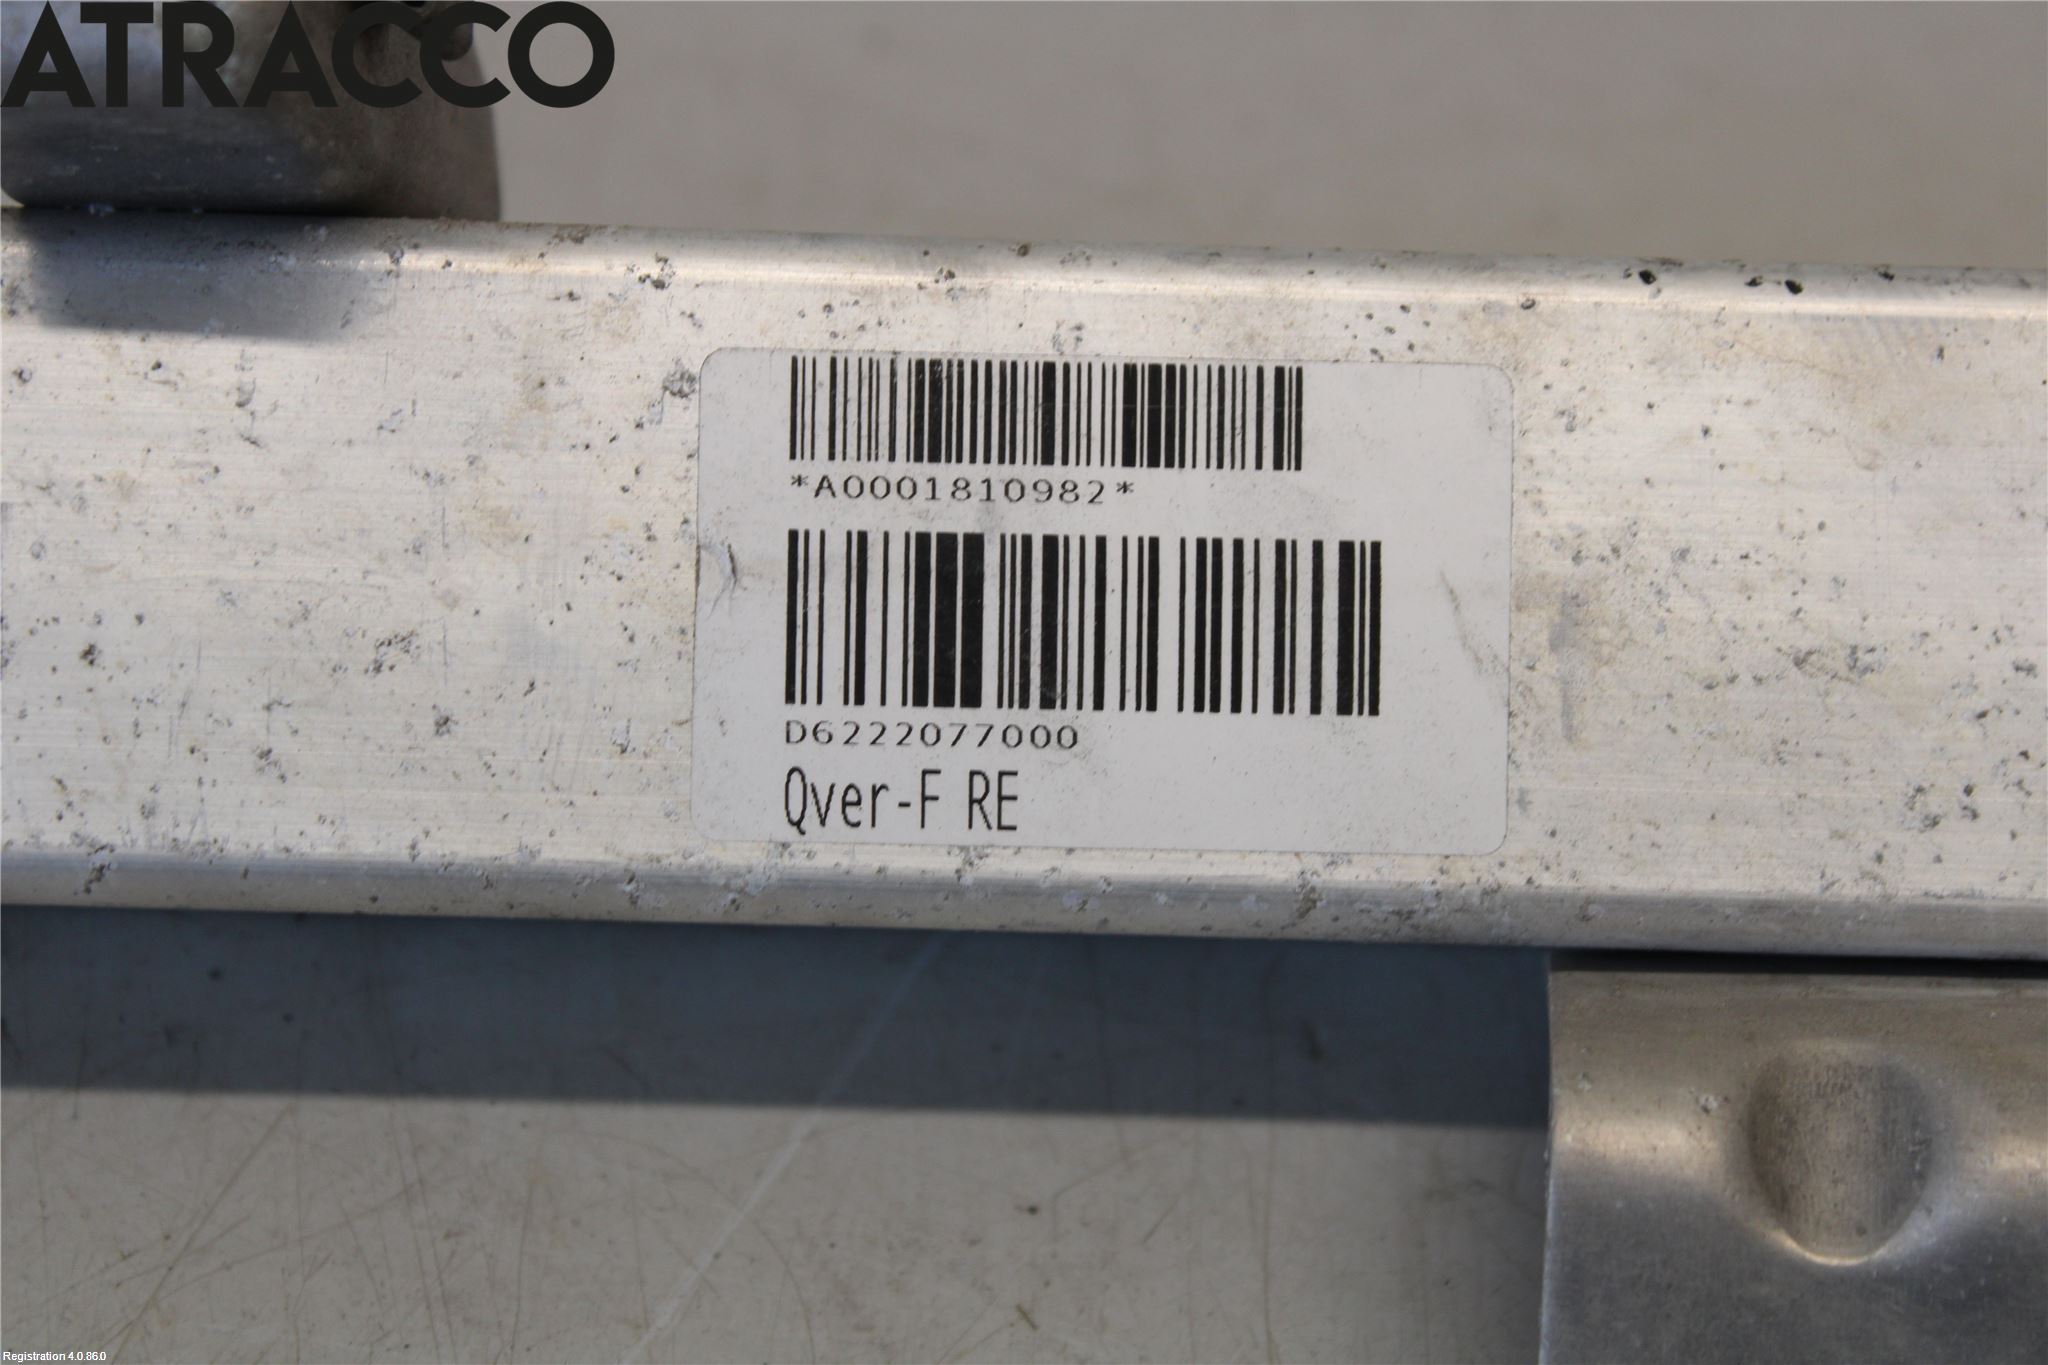 ATRACCO
*A0001810982*
D6222077000
Qver-F RE
Registration 4.0.86.0